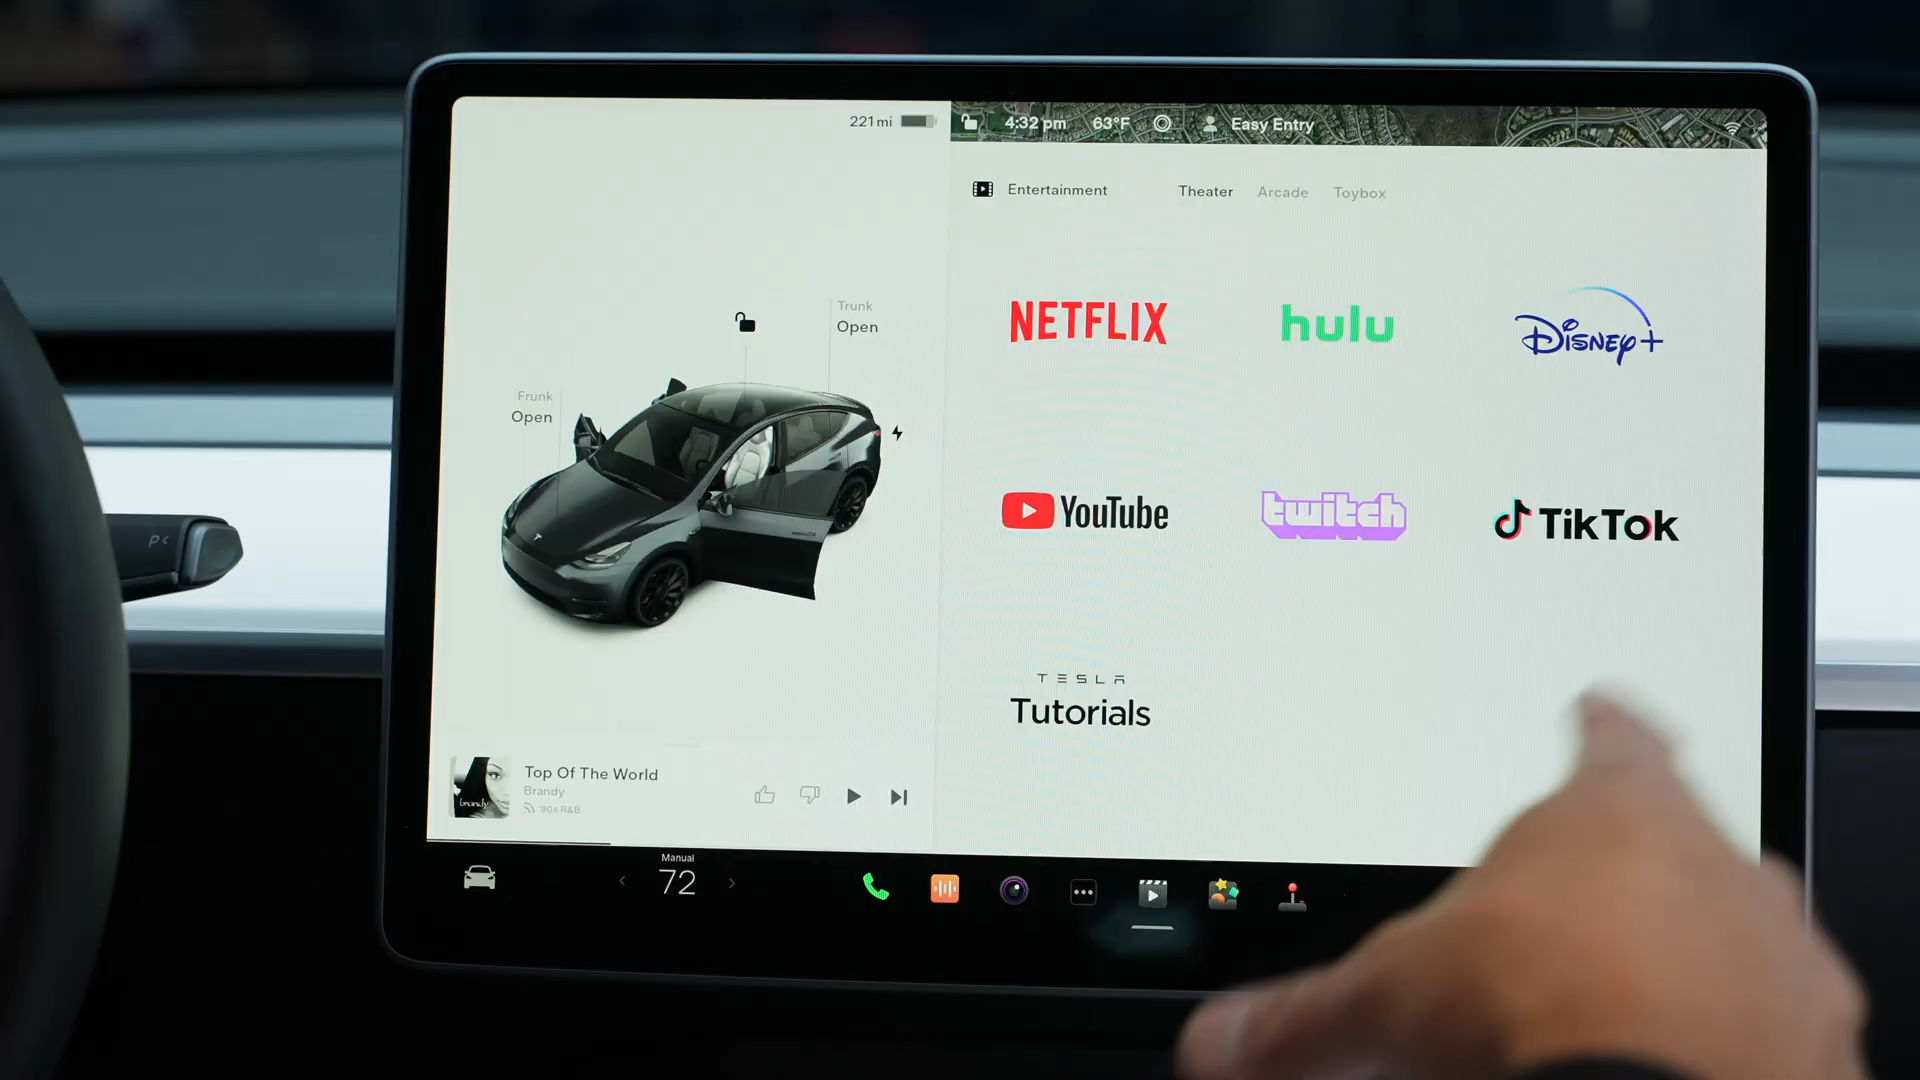 221 mi
4:32 pm 63°F Easy Entry
Entertainment Theater Arcade Toybox
Trunk
Open
Frunk
Open
NETFLIX hulu Disney+
YouTube twitch TikTok
TESLA
Tutorials
Top Of The World
Brandy
'90s R&B
brandy
Manual
72
P